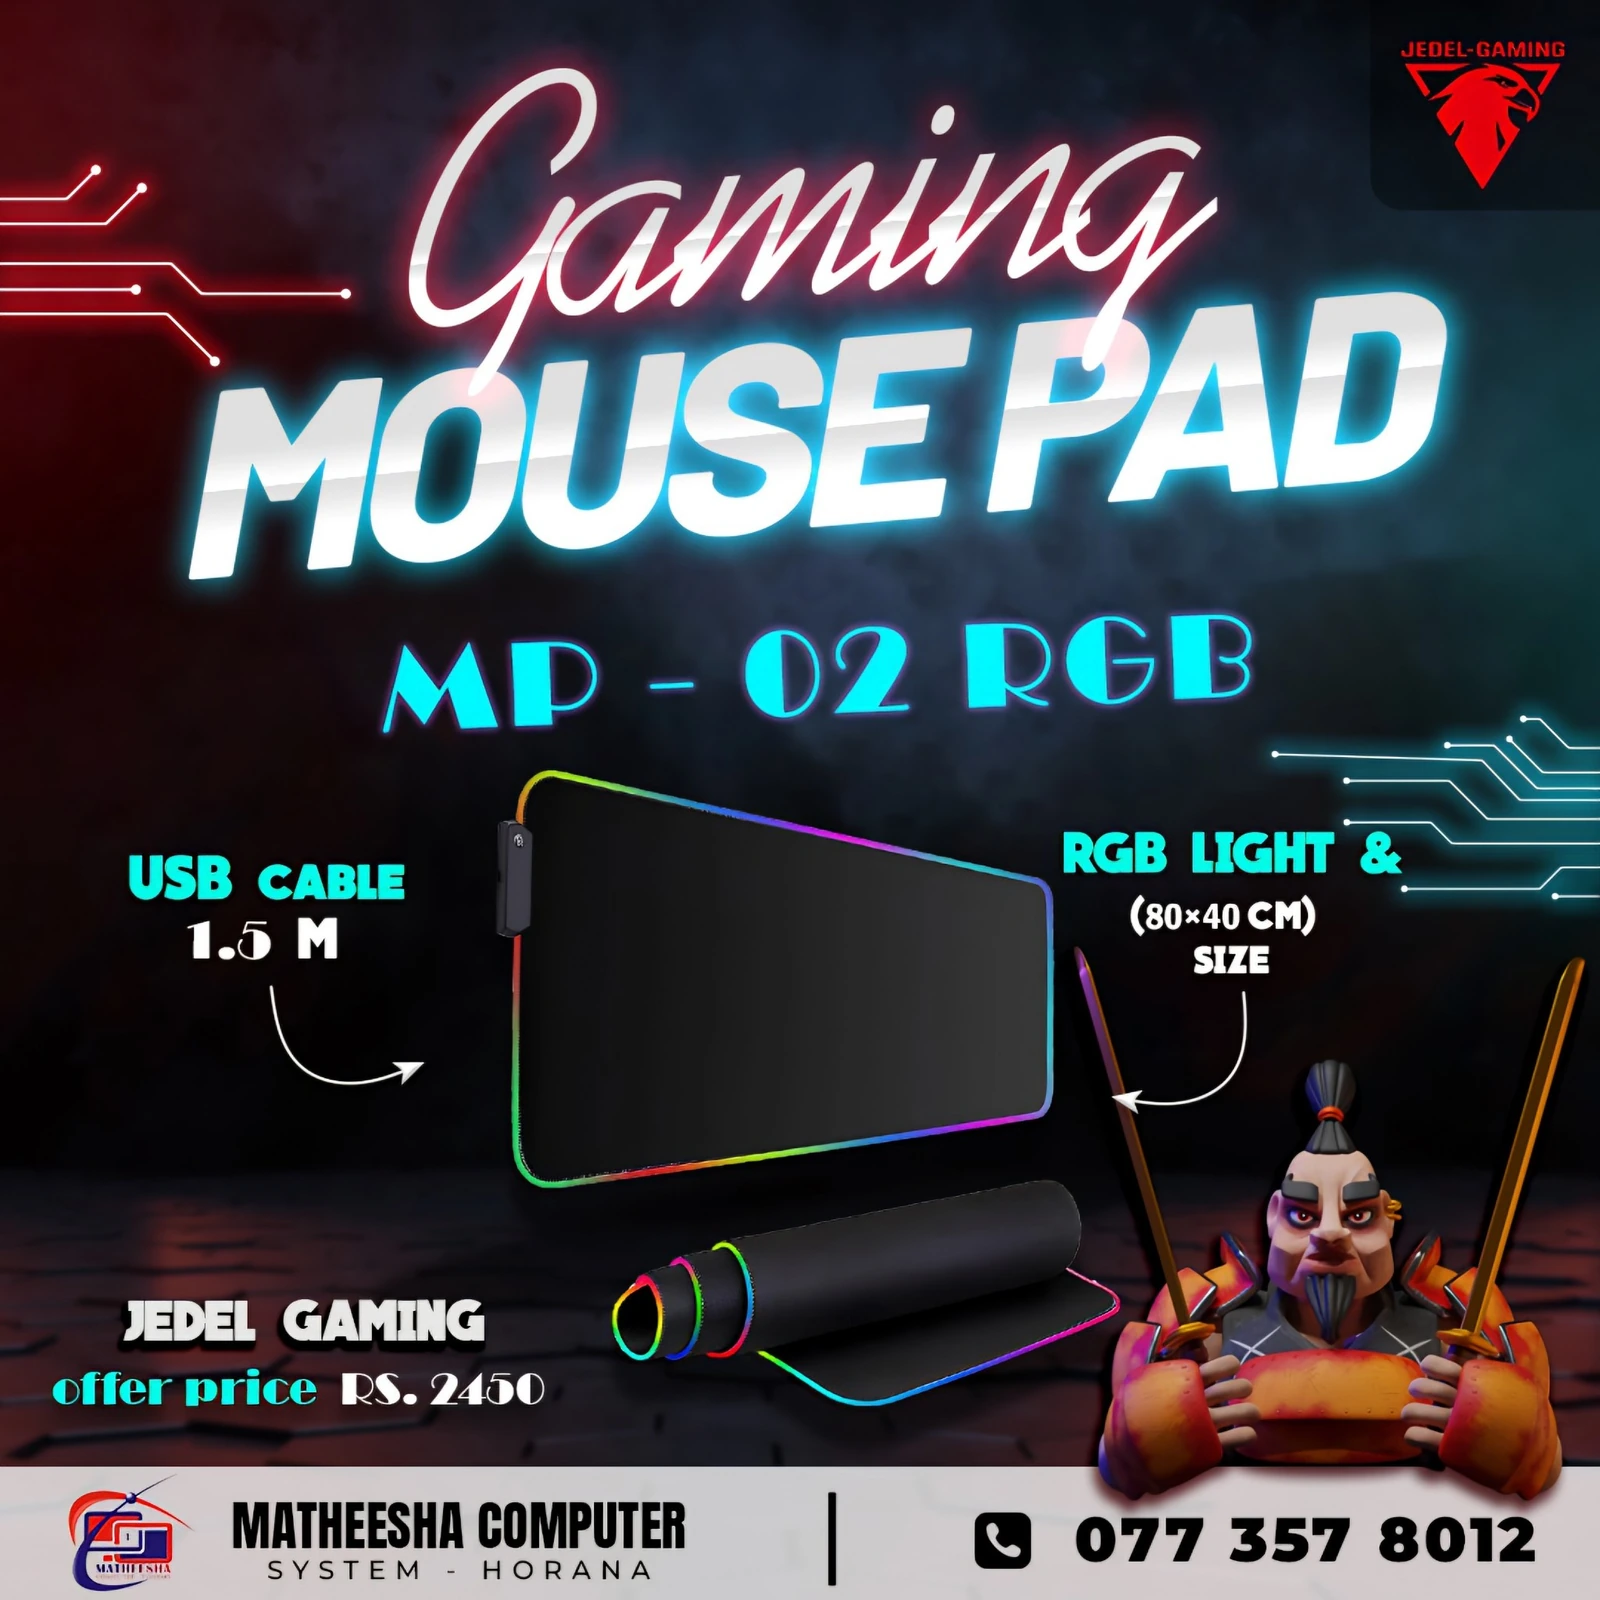 JEDEL-GAMING
Gaming
MOUSE PAD
MP - 02 RGB
USB CABLE
1.5 M
RGB LIGHT &
(80×40 CM)
SIZE
JEDEL GAMING
offer price RS. 2450
MATHEESHA
MATHEESHA COMPUTER
SYSTEM - HORANA
077 357 8012